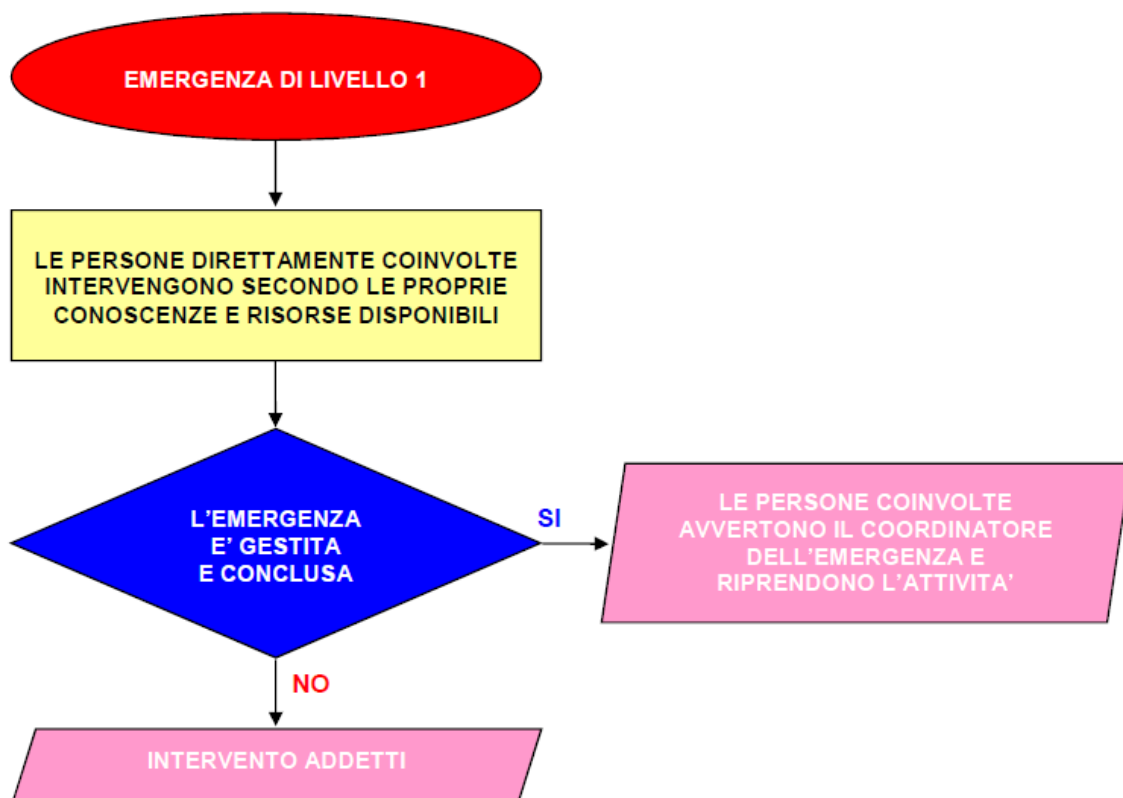 EMERGENZA DI LIVELLO 1
LE PERSONE DIRETTAMENTE COINVOLTE
INTERVENGONO SECONDO LE PROPRIE
CONOSCENZE E RISORSE DISPONIBILI
L'EMERGENZA
E' GESTITA
E CONCLUSA
SI
LE PERSONE COINVOLTE
AVVERTONO IL COORDINATORE
DELL'EMERGENZA E
RIPRENDONO L'ATTIVITA'
NO
INTERVENTO ADDETTI